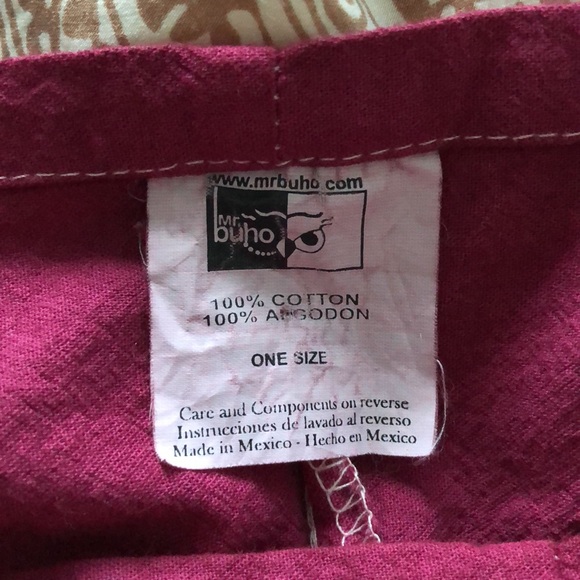 www.mrbuho.com
Mr.
buho
100% COTTON
100% ALGODON
ONE SIZE
Care and Components on reverse
Instrucciones de lavado al reverso
Made in Mexico - Hecho en Mexico